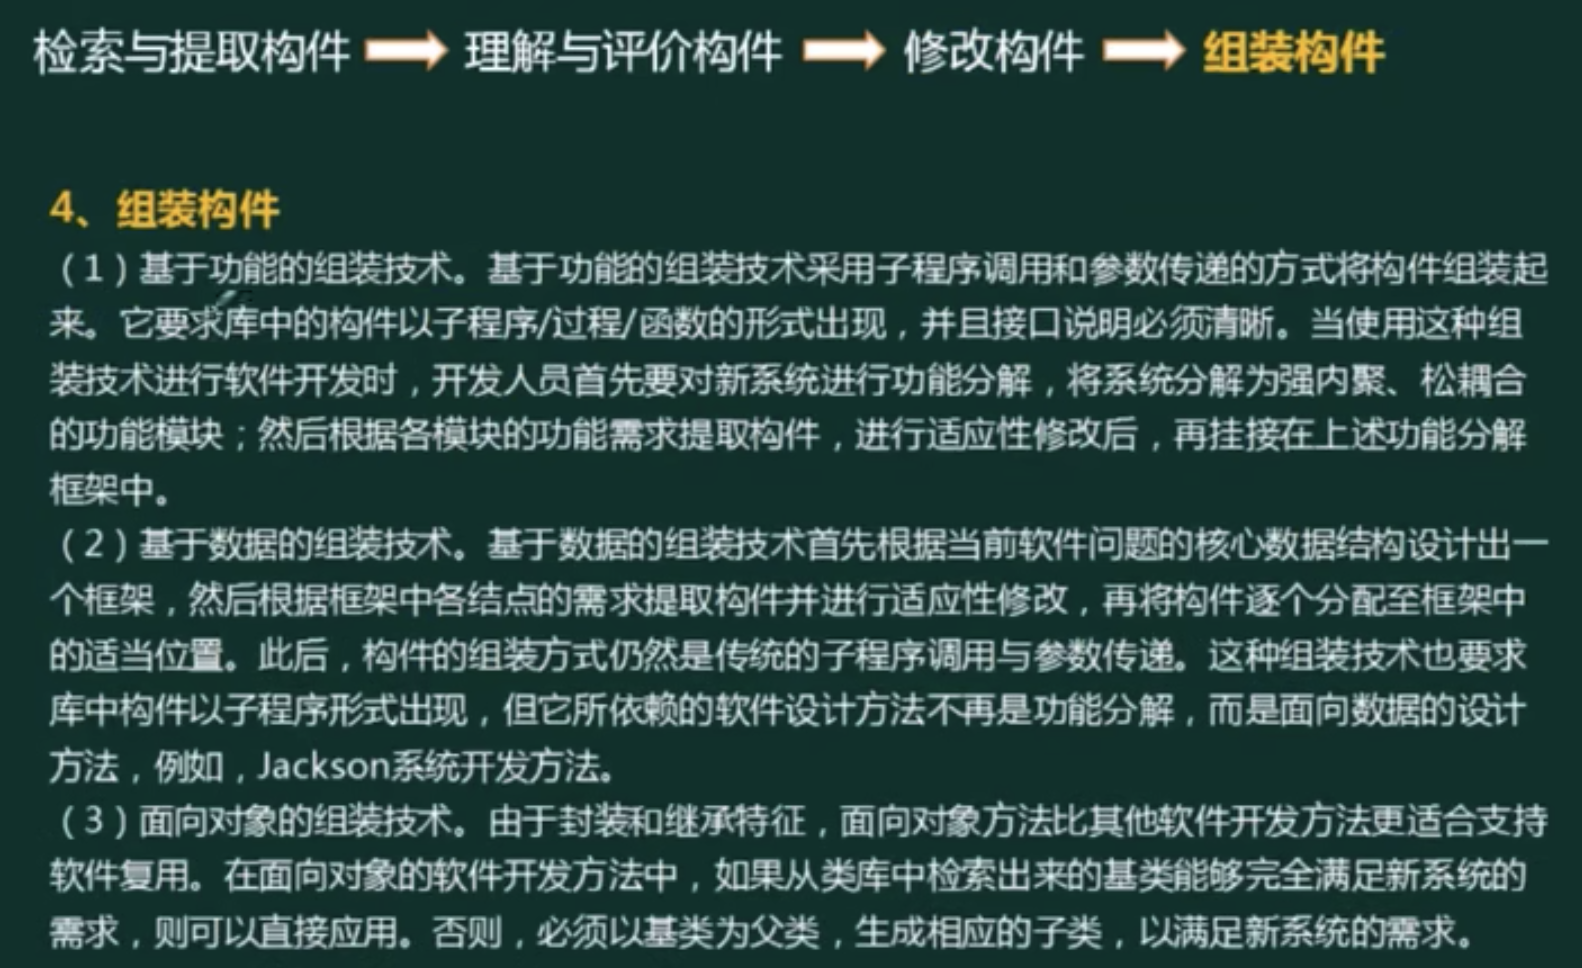 检索与提取构件 理解与评价构件 修改构件 组装构件
4、组装构件
（1）基于功能的组装技术。基于功能的组装技术采用子程序调用和参数传递的方式将构件组装起
来。它要求库中的构件以子程序/过程/函数的形式出现，并且接口说明必须清晰。当使用这种组
装技术进行软件开发时，开发人员首先要对新系统进行功能分解，将系统分解为强内聚、松耦合
的功能模块；然后根据各模块的功能需求提取构件，进行适应性修改后，再挂接在上述功能分解
框架中。
（2）基于数据的组装技术。基于数据的组装技术首先根据当前软件问题的核心数据结构设计出一
个框架，然后根据框架中各结点的需求提取构件并进行适应性修改，再将构件逐个分配至框架中
的适当位置。此后，构件的组装方式仍然是传统的子程序调用与参数传递。这种组装技术也要求
库中构件以子程序形式出现，但它所依赖的软件设计方法不再是功能分解，而是面向数据的设计
方法，例如，Jackson系统开发方法。
（3）面向对象的组装技术。由于封装和继承特征，面向对象方法比其他软件开发方法更适合支持
软件复用。在面向对象的软件开发方法中，如果从类库中检索出来的基类能够完全满足新系统的
需求，则可以直接应用。否则，必须以基类为父类，生成相应的子类，以满足新系统的需求。